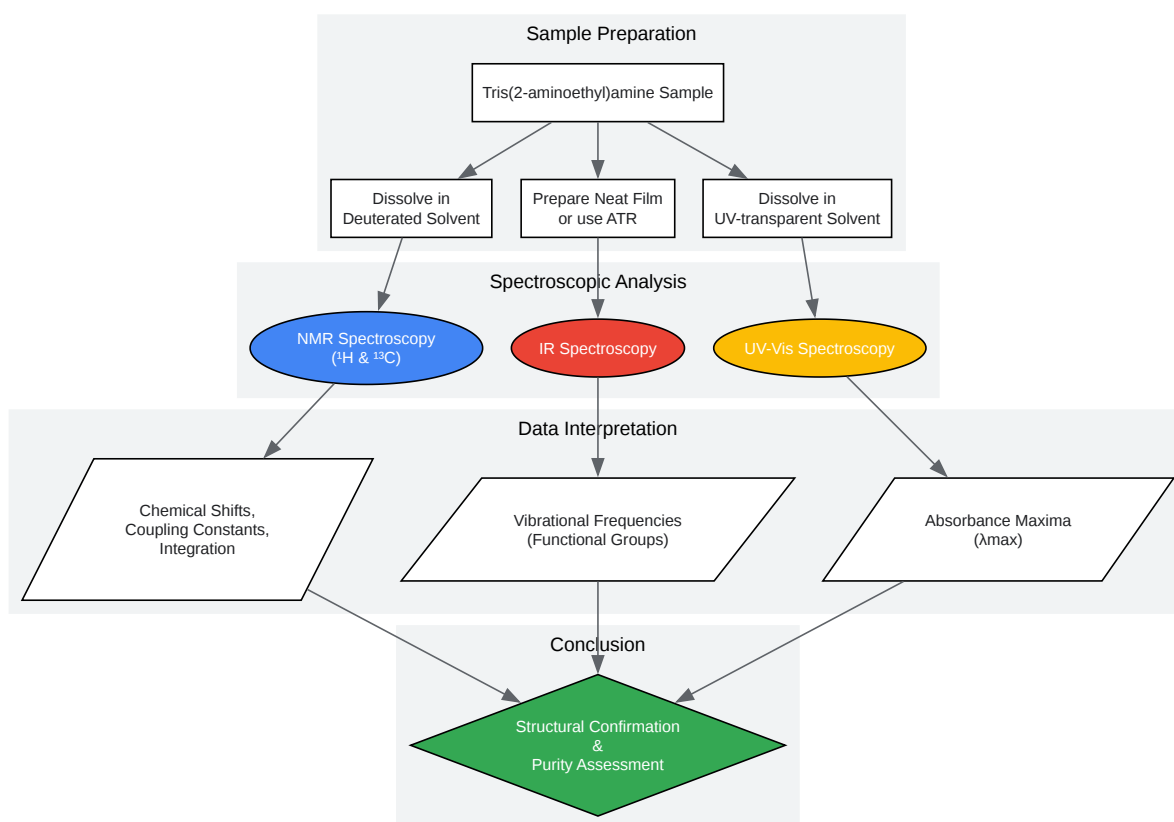 Sample Preparation
Tris(2-aminoethyl)amine Sample
Dissolve in
Deuterated Solvent
Prepare Neat Film
or use ATR
Dissolve in
UV-transparent Solvent
Spectroscopic Analysis
NMR Spectroscopy
(¹H & ¹³C)
IR Spectroscopy
UV-Vis Spectroscopy
Data Interpretation
Chemical Shifts,
Coupling Constants,
Integration
Vibrational Frequencies
(Functional Groups)
Absorbance Maxima
(λmax)
Conclusion
Structural Confirmation
&
Purity Assessment